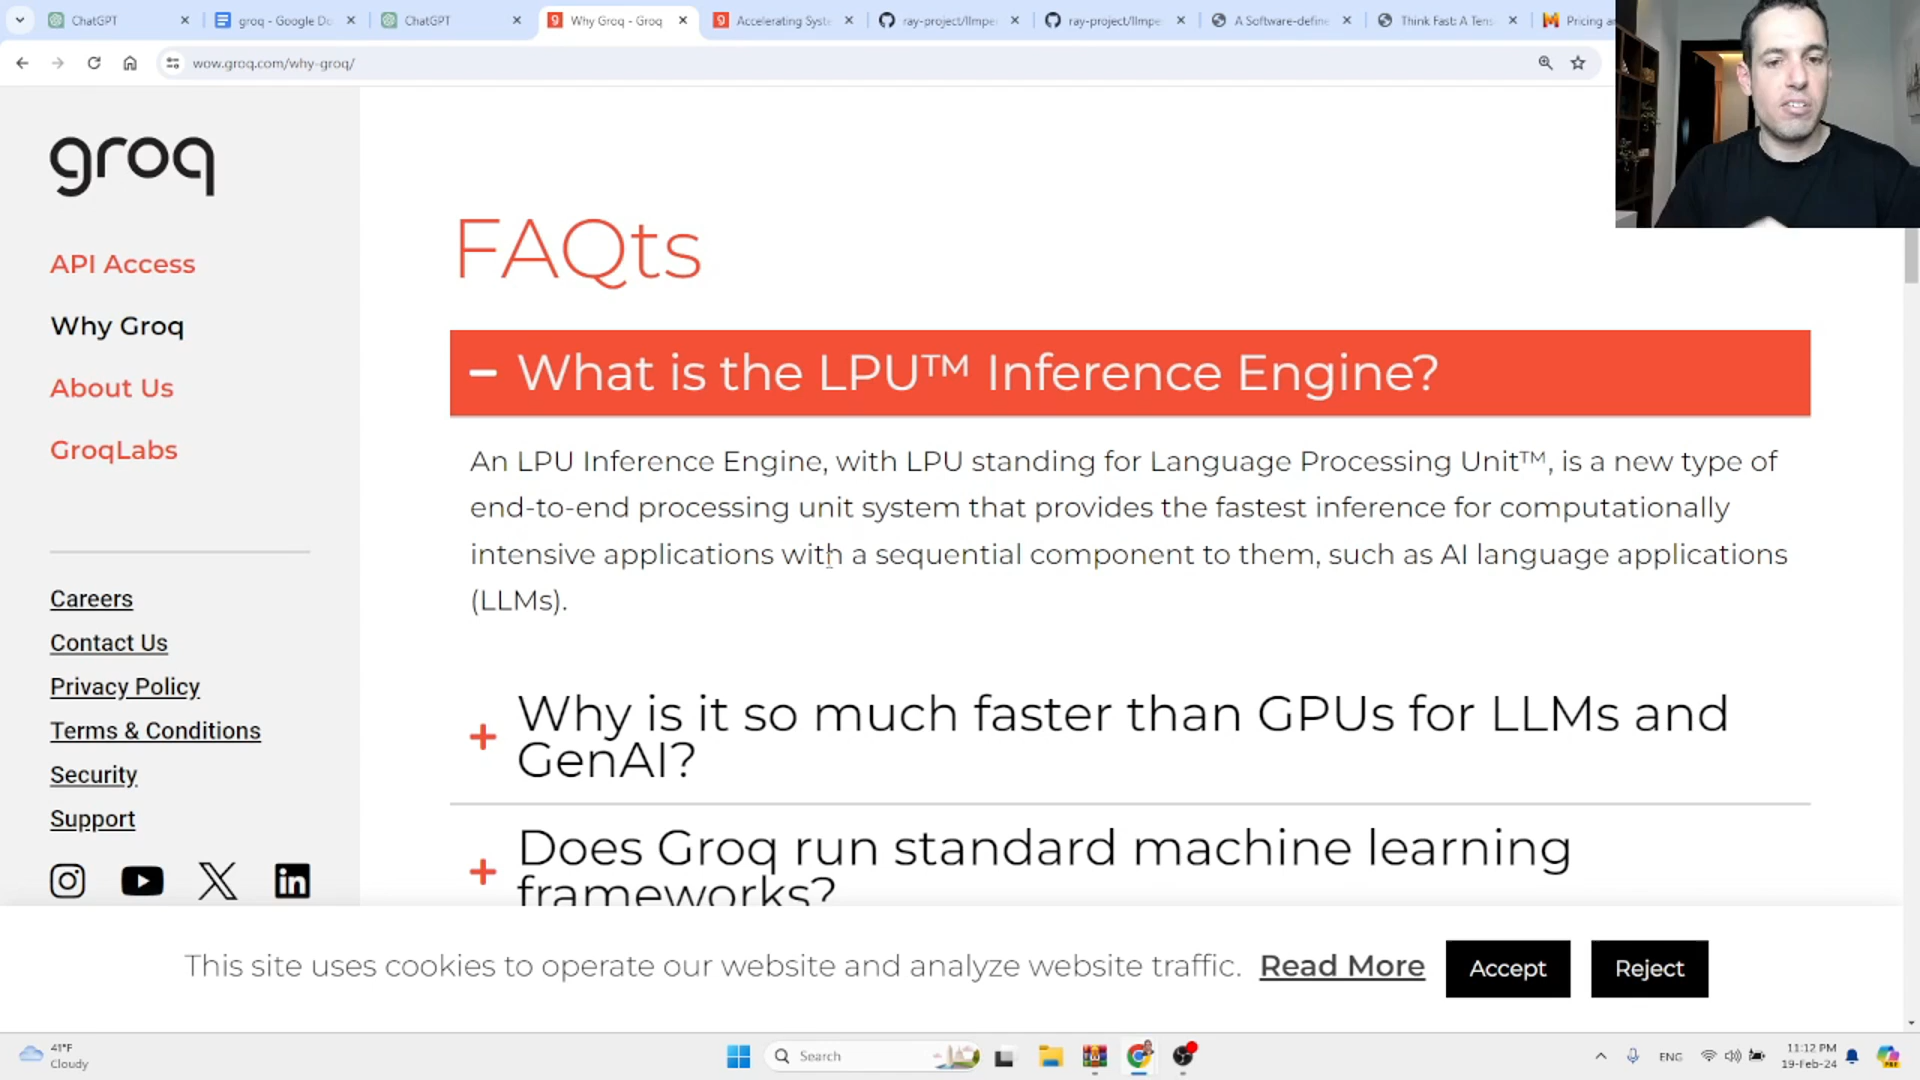 ChatGPT
groq - Google Do
ChatGPT
Why Groq - Groq
Accelerating Syste
ray-project/llmpe
ray-project/llmpe
A Software-define
Think Fast: A Tens
Pricing a
wow.groq.com/why-groq/
groq
API Access
Why Groq
About Us
GroqLabs
Careers
Contact Us
Privacy Policy
Terms & Conditions
Security
Support
FAQts
What is the LPU™ Inference Engine?
An LPU Inference Engine, with LPU standing for Language Processing Unit™, is a new type of
end-to-end processing unit system that provides the fastest inference for computationally
intensive applications with a sequential component to them, such as AI language applications
(LLMs).
Why is it so much faster than GPUs for LLMs and
GenAI?
Does Groq run standard machine learning
frameworks?
This site uses cookies to operate our website and analyze website traffic. Read More
Accept
Reject
41°F
Cloudy
Search
ENG
11:12 PM
19-Feb-24